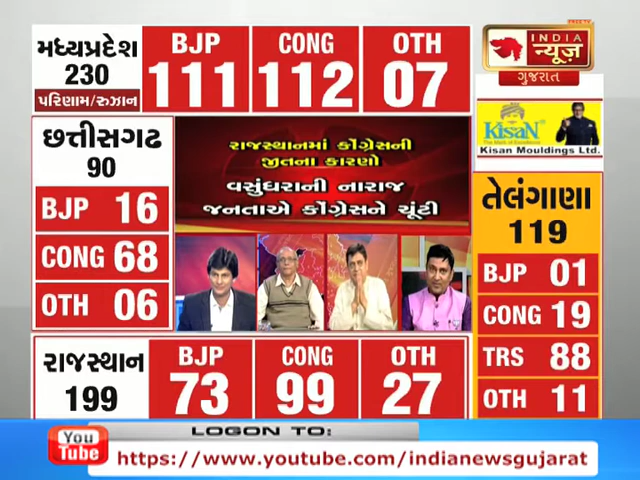 મધ્યપ્રદેશ
230
પરિણામ/રુઝાન
BJP
111
CONG
112
OTH
07
INDIA
न्यूज़
ગુજરાત
છત્તીસગઢ
90
BJP 16
CONG 68
OTH 06
રાજસ્થાનમાં કોંગ્રેસની
જીતના કારણો
વસુંધરાની નારાજ
જનતાએ કોંગ્રેસને ચૂંટી
KisaN
Kisan Mouldings Ltd.
તેલંગાણા
119
BJP 01
CONG 19
TRS 88
OTH 11
રાજસ્થાન
199
BJP
73
CONG
99
OTH
27
LOGON TO:
You
Tube
https://www.youtube.com/indianewsgujarat